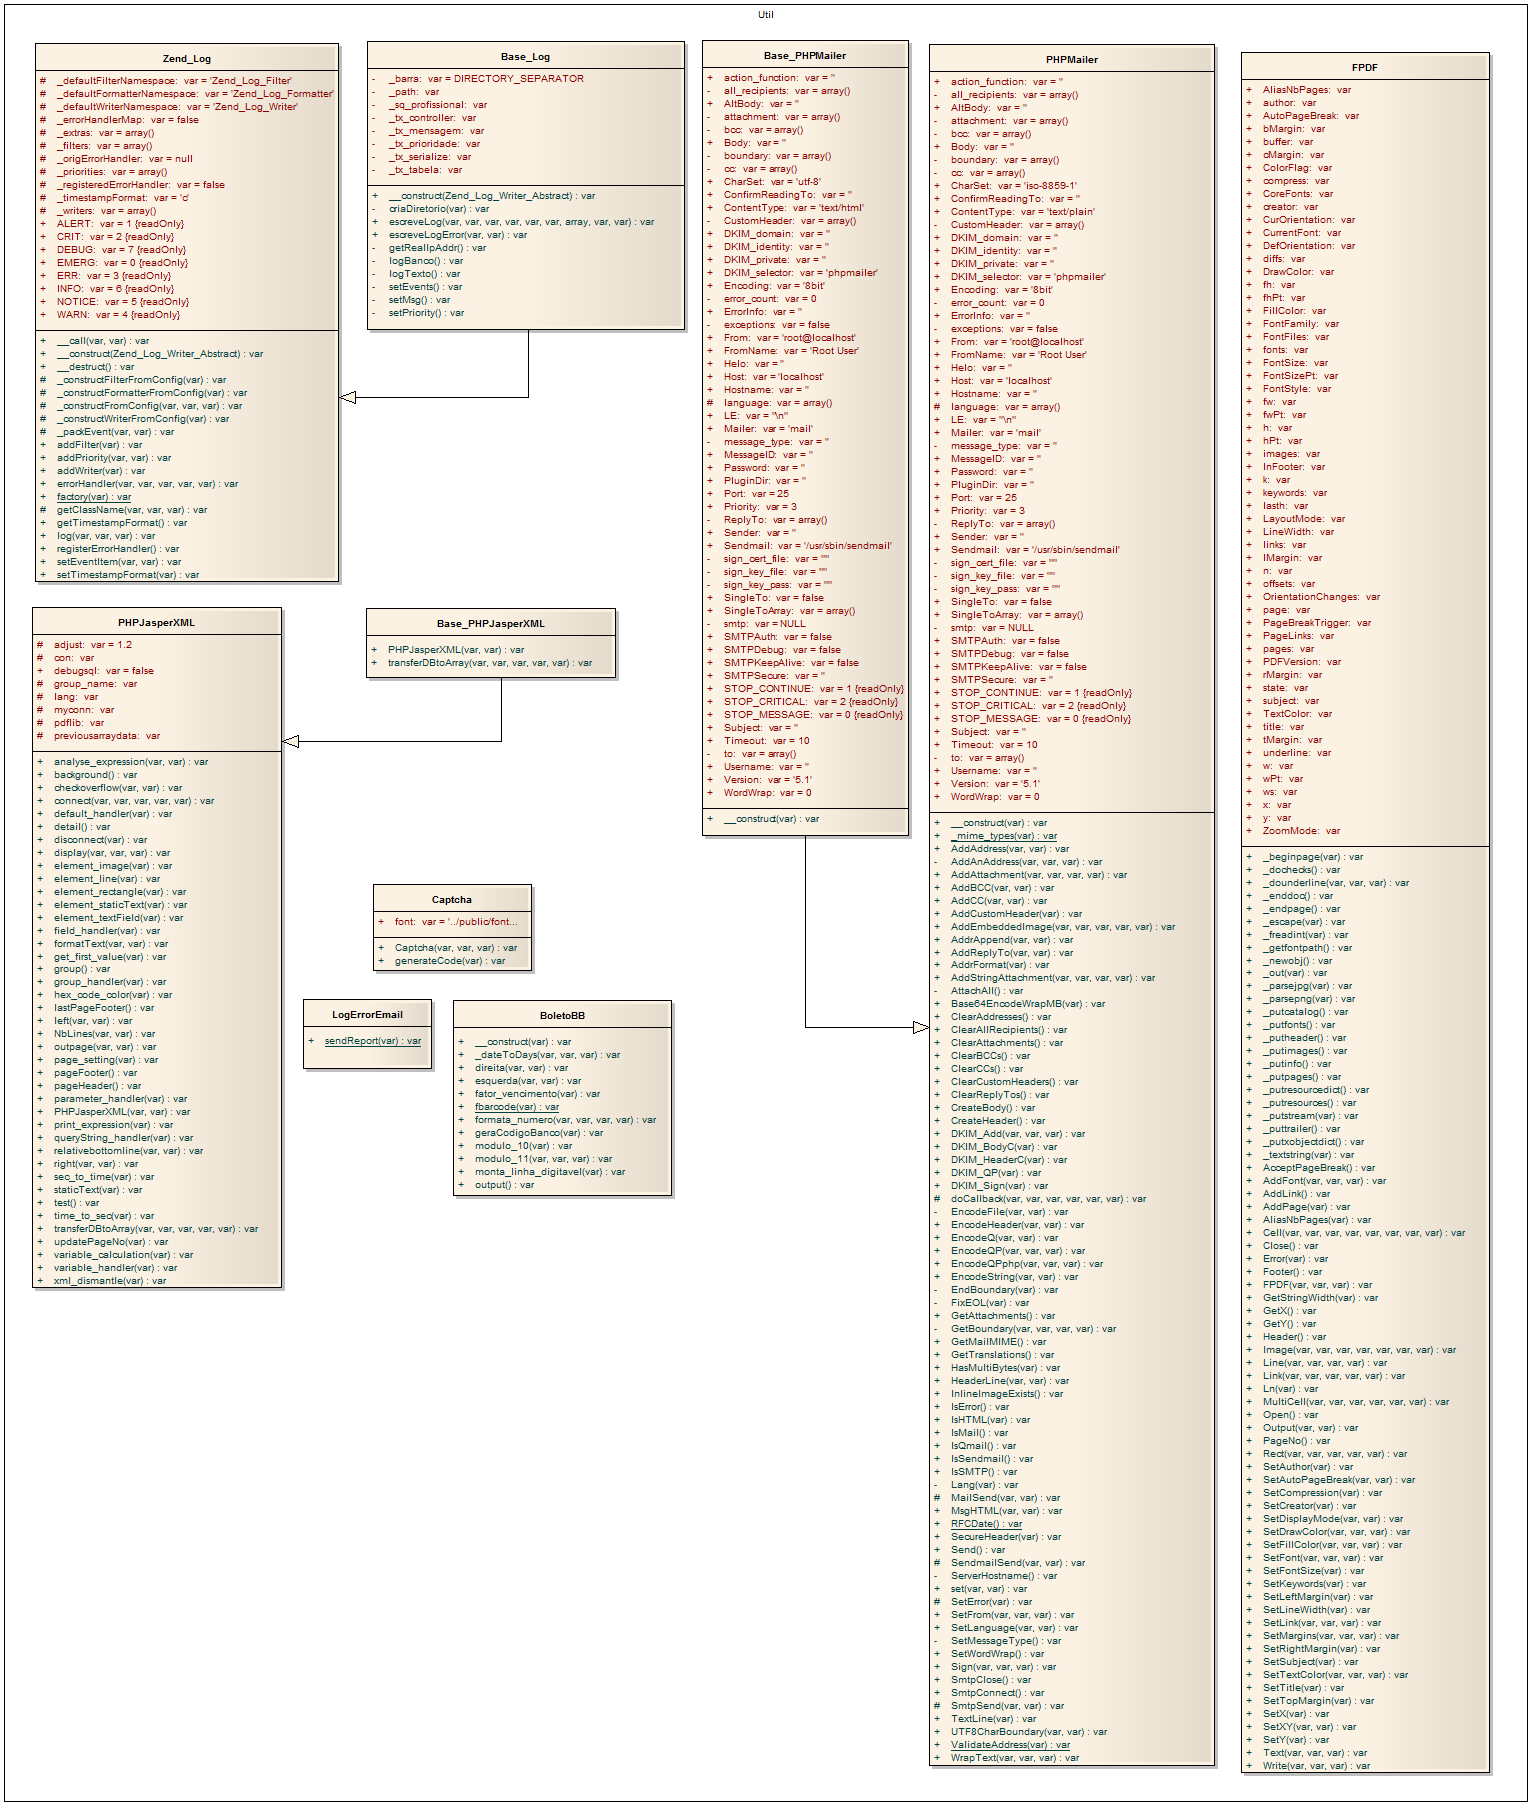 Util
Zend_Log
# _defaultFilterNamespace: var = 'Zend_Log_Filter'
# _defaultFormatterNamespace: var = 'Zend_Log_Formatter'
# _defaultWriterNamespace: var = 'Zend_Log_Writer'
# _errorHandlerMap: var = false
# _extras: var = array()
# _filters: var = array()
# _origErrorHandler: var = null
# _priorities: var = array()
# _registeredErrorHandler: var = false
# _timestampFormat: var = 'c'
# _writers: var = array()
+ ALERT: var = 1 {readOnly}
+ CRIT: var = 2 {readOnly}
+ DEBUG: var = 7 {readOnly}
+ EMERG: var = 0 {readOnly}
+ ERR: var = 3 {readOnly}
+ INFO: var = 6 {readOnly}
+ NOTICE: var = 5 {readOnly}
+ WARN: var = 4 {readOnly}
+ __call(var, var) : var
+ __construct(Zend_Log_Writer_Abstract) : var
+ __destruct() : var
# _constructFilterFromConfig(var) : var
# _constructFormatterFromConfig(var) : var
# _constructFromConfig(var, var, var) : var
# _constructWriterFromConfig(var) : var
# _packEvent(var, var) : var
+ addFilter(var) : var
+ addPriority(var, var) : var
+ addWriter(var) : var
+ errorHandler(var, var, var, var, var) : var
+ factory(var) : var
# getClassName(var, var, var) : var
+ getTimestampFormat() : var
+ log(var, var, var) : var
+ registerErrorHandler() : var
+ setEventItem(var, var) : var
+ setTimestampFormat(var) : var
Base_Log
- _barra: var = DIRECTORY_SEPARATOR
- _path: var
- _sq_profissional: var
- _tx_controller: var
- _tx_mensagem: var
- _tx_prioridade: var
- _tx_serialize: var
- _tx_tabela: var
+ __construct(Zend_Log_Writer_Abstract) : var
- criaDiretorio(var) : var
+ escreveLog(var, var, var, var, var, var, array, var, var) : var
+ escreveLogError(var, var) : var
- getRealIpAddr() : var
- logBanco() : var
- logTexto() : var
- setEvents() : var
- setMsg() : var
- setPriority() : var
Base_PHPMailer
+ action_function: var = ''
- all_recipients: var = array()
+ AltBody: var = ''
- attachment: var = array()
- bcc: var = array()
+ Body: var = ''
- boundary: var = array()
- cc: var = array()
+ CharSet: var = 'utf-8'
+ ConfirmReadingTo: var = ''
+ ContentType: var = 'text/html'
- CustomHeader: var = array()
+ DKIM_domain: var = ''
+ DKIM_identity: var = ''
+ DKIM_private: var = ''
+ DKIM_selector: var = 'phpmailer'
+ Encoding: var = '8bit'
- error_count: var = 0
+ ErrorInfo: var = ''
- exceptions: var = false
+ From: var = 'root@localhost'
+ FromName: var = 'Root User'
+ Helo: var = ''
+ Host: var = 'localhost'
+ Hostname: var = ''
# language: var = array()
+ LE: var = "\n"
+ Mailer: var = 'mail'
- message_type: var = ''
+ MessageID: var = ''
+ Password: var = ''
+ PluginDir: var = ''
+ Port: var = 25
+ Priority: var = 3
- ReplyTo: var = array()
+ Sender: var = ''
+ Sendmail: var = '/usr/sbin/sendmail'
- sign_cert_file: var = ""
- sign_key_file: var = ""
- sign_key_pass: var = ""
+ SingleTo: var = false
+ SingleToArray: var = array()
- smtp: var = NULL
+ SMTPAuth: var = false
+ SMTPDebug: var = false
+ SMTPKeepAlive: var = false
+ SMTPSecure: var = ''
+ STOP_CONTINUE: var = 1 {readOnly}
+ STOP_CRITICAL: var = 2 {readOnly}
+ STOP_MESSAGE: var = 0 {readOnly}
+ Subject: var = ''
+ Timeout: var = 10
- to: var = array()
+ Username: var = ''
+ Version: var = '5.1'
+ WordWrap: var = 0
+ __construct(var) : var
PHPMailer
+ action_function: var = ''
- all_recipients: var = array()
+ AltBody: var = ''
- attachment: var = array()
- bcc: var = array()
+ Body: var = ''
- boundary: var = array()
- cc: var = array()
+ CharSet: var = 'iso-8859-1'
+ ConfirmReadingTo: var = ''
+ ContentType: var = 'text/plain'
- CustomHeader: var = array()
+ DKIM_domain: var = ''
+ DKIM_identity: var = ''
+ DKIM_private: var = ''
+ DKIM_selector: var = 'phpmailer'
+ Encoding: var = '8bit'
- error_count: var = 0
+ ErrorInfo: var = ''
- exceptions: var = false
+ From: var = 'root@localhost'
+ FromName: var = 'Root User'
+ Helo: var = ''
+ Host: var = 'localhost'
+ Hostname: var = ''
# language: var = array()
+ LE: var = "\n"
+ Mailer: var = 'mail'
- message_type: var = ''
+ MessageID: var = ''
+ Password: var = ''
+ PluginDir: var = ''
+ Port: var = 25
+ Priority: var = 3
- ReplyTo: var = array()
+ Sender: var = ''
+ Sendmail: var = '/usr/sbin/sendmail'
- sign_cert_file: var = ""
- sign_key_file: var = ""
- sign_key_pass: var = ""
+ SingleTo: var = false
+ SingleToArray: var = array()
- smtp: var = NULL
+ SMTPAuth: var = false
+ SMTPDebug: var = false
+ SMTPKeepAlive: var = false
+ SMTPSecure: var = ''
+ STOP_CONTINUE: var = 1 {readOnly}
+ STOP_CRITICAL: var = 2 {readOnly}
+ STOP_MESSAGE: var = 0 {readOnly}
+ Subject: var = ''
+ Timeout: var = 10
- to: var = array()
+ Username: var = ''
+ Version: var = '5.1'
+ WordWrap: var = 0
+ __construct(var) : var
+ _mime_types(var) : var
+ AddAddress(var, var) : var
- AddAnAddress(var, var, var) : var
+ AddAttachment(var, var, var, var) : var
+ AddBCC(var, var) : var
+ AddCC(var, var) : var
+ AddCustomHeader(var) : var
+ AddEmbeddedImage(var, var, var, var, var) : var
+ AddrAppend(var, var) : var
+ AddReplyTo(var, var) : var
+ AddrFormat(var) : var
+ AddStringAttachment(var, var, var, var) : var
- AttachAll() : var
+ Base64EncodeWrapMB(var) : var
+ ClearAddresses() : var
+ ClearAllRecipients() : var
+ ClearAttachments() : var
+ ClearBCCs() : var
+ ClearCCs() : var
+ ClearCustomHeaders() : var
+ ClearReplyTos() : var
+ CreateBody() : var
+ CreateHeader() : var
+ DKIM_Add(var, var, var) : var
+ DKIM_BodyC(var) : var
+ DKIM_HeaderC(var) : var
+ DKIM_QP(var) : var
+ DKIM_Sign(var) : var
# doCallback(var, var, var, var, var, var) : var
- EncodeFile(var, var) : var
+ EncodeHeader(var, var) : var
+ EncodeQ(var, var) : var
+ EncodeQP(var, var, var) : var
+ EncodeQPphp(var, var, var) : var
+ EncodeString(var, var) : var
- EndBoundary(var) : var
- FixEOL(var) : var
+ GetAttachments() : var
- GetBoundary(var, var, var, var) : var
+ GetMailMIME() : var
+ GetTranslations() : var
+ HasMultiBytes(var) : var
+ HeaderLine(var, var) : var
+ InlineImageExists() : var
+ IsError() : var
+ IsHTML(var) : var
+ IsMail() : var
+ IsQmail() : var
+ IsSendmail() : var
+ IsSMTP() : var
- Lang(var) : var
# MailSend(var, var) : var
+ MsgHTML(var, var) : var
+ RFCDate() : var
+ SecureHeader(var) : var
+ Send() : var
# SendmailSend(var, var) : var
- ServerHostname() : var
+ set(var, var) : var
# SetError(var) : var
+ SetFrom(var, var, var) : var
+ SetLanguage(var, var) : var
- SetMessageType() : var
+ SetWordWrap() : var
+ Sign(var, var, var) : var
+ SmtpClose() : var
+ SmtpConnect() : var
# SmtpSend(var, var) : var
+ TextLine(var) : var
+ UTF8CharBoundary(var, var) : var
+ ValidateAddress(var) : var
+ WrapText(var, var, var) : var
FPDF
+ AliasNbPages: var
+ author: var
+ AutoPageBreak: var
+ bMargin: var
+ buffer: var
+ cMargin: var
+ ColorFlag: var
+ compress: var
+ CoreFonts: var
+ creator: var
+ CurOrientation: var
+ CurrentFont: var
+ DefOrientation: var
+ diffs: var
+ DrawColor: var
+ fh: var
+ fhPt: var
+ FillColor: var
+ FontFamily: var
+ FontFiles: var
+ fonts: var
+ FontSize: var
+ FontSizePt: var
+ FontStyle: var
+ fw: var
+ fwPt: var
+ h: var
+ hPt: var
+ images: var
+ InFooter: var
+ k: var
+ keywords: var
+ lasth: var
+ LayoutMode: var
+ LineWidth: var
+ links: var
+ lMargin: var
+ n: var
+ offsets: var
+ OrientationChanges: var
+ page: var
+ PageBreakTrigger: var
+ PageLinks: var
+ pages: var
+ PDFVersion: var
+ rMargin: var
+ state: var
+ subject: var
+ TextColor: var
+ title: var
+ tMargin: var
+ underline: var
+ w: var
+ wPt: var
+ ws: var
+ x: var
+ y: var
+ ZoomMode: var
+ _beginpage(var) : var
+ _dochecks() : var
+ _dounderline(var, var, var) : var
+ _enddoc() : var
+ _endpage() : var
+ _escape(var) : var
+ _freadint(var) : var
+ _getfontpath() : var
+ _newobj() : var
+ _out(var) : var
+ _parsejpg(var) : var
+ _parsepng(var) : var
+ _putcatalog() : var
+ _putfonts() : var
+ _putheader() : var
+ _putimages() : var
+ _putinfo() : var
+ _putpages() : var
+ _putresourcedict() : var
+ _putresources() : var
+ _putstream(var) : var
+ _puttrailer() : var
+ _putxobjectdict() : var
+ _textstring(var) : var
+ AcceptPageBreak() : var
+ AddFont(var, var, var) : var
+ AddLink() : var
+ AddPage(var) : var
+ AliasNbPages(var) : var
+ Cell(var, var, var, var, var, var, var, var) : var
+ Close() : var
+ Error(var) : var
+ Footer() : var
+ FPDF(var, var, var) : var
+ GetStringWidth(var) : var
+ GetX() : var
+ GetY() : var
+ Header() : var
+ Image(var, var, var, var, var, var, var) : var
+ Line(var, var, var, var) : var
+ Link(var, var, var, var, var) : var
+ Ln(var) : var
+ MultiCell(var, var, var, var, var, var) : var
+ Open() : var
+ Output(var, var) : var
+ PageNo() : var
+ Rect(var, var, var, var, var) : var
+ SetAuthor(var) : var
+ SetAutoPageBreak(var, var) : var
+ SetCompression(var) : var
+ SetCreator(var) : var
+ SetDisplayMode(var, var) : var
+ SetDrawColor(var, var, var) : var
+ SetFillColor(var, var, var) : var
+ SetFont(var, var, var) : var
+ SetFontSize(var) : var
+ SetKeywords(var) : var
+ SetLeftMargin(var) : var
+ SetLineWidth(var) : var
+ SetLink(var, var, var) : var
+ SetMargins(var, var, var) : var
+ SetRightMargin(var) : var
+ SetSubject(var) : var
+ SetTextColor(var, var, var) : var
+ SetTitle(var) : var
+ SetTopMargin(var) : var
+ SetX(var) : var
+ SetXY(var, var) : var
+ SetY(var) : var
+ Text(var, var, var) : var
+ Write(var, var, var) : var
PHPJasperXML
# adjust: var = 1.2
# con: var
+ debugsql: var = false
# group_name: var
# lang: var
# myconn: var
# pdflib: var
# previousarraydata: var
+ analyse_expression(var, var) : var
+ background() : var
+ checkoverflow(var, var) : var
+ connect(var, var, var, var, var) : var
+ default_handler(var) : var
+ detail() : var
+ disconnect(var) : var
+ display(var, var, var) : var
+ element_image(var) : var
+ element_line(var) : var
+ element_rectangle(var) : var
+ element_staticText(var) : var
+ element_textField(var) : var
+ field_handler(var) : var
+ formatText(var, var) : var
+ get_first_value(var) : var
+ group() : var
+ group_handler(var) : var
+ hex_code_color(var) : var
+ lastPageFooter() : var
+ left(var, var) : var
+ NbLines(var, var) : var
+ outpage(var, var) : var
+ page_setting(var) : var
+ pageFooter() : var
+ pageHeader() : var
+ parameter_handler(var) : var
+ PHPJasperXML(var, var) : var
+ print_expression(var) : var
+ queryString_handler(var) : var
+ relativebottomline(var, var) : var
+ right(var, var) : var
+ sec_to_time(var) : var
+ staticText(var) : var
+ test() : var
+ time_to_sec(var) : var
+ transferDBtoArray(var, var, var, var, var) : var
+ updatePageNo(var) : var
+ variable_calculation(var) : var
+ variable_handler(var) : var
+ xml_dismantle(var) : var
Base_PHPJasperXML
+ PHPJasperXML(var, var) : var
+ transferDBtoArray(var, var, var, var, var) : var
Captcha
+ font: var = '../public/font...
+ Captcha(var, var, var) : var
+ generateCode(var) : var
LogErrorEmail
+ sendReport(var) : var
BoletoBB
+ __construct(var) : var
+ _dateToDays(var, var, var) : var
+ direita(var, var) : var
+ esquerda(var, var) : var
+ fator_vencimento(var) : var
+ fbarcode(var) : var
+ formata_numero(var, var, var, var) : var
+ geraCodigoBanco(var) : var
+ modulo_10(var) : var
+ modulo_11(var, var, var) : var
+ monta_linha_digitavel(var) : var
+ output() : var